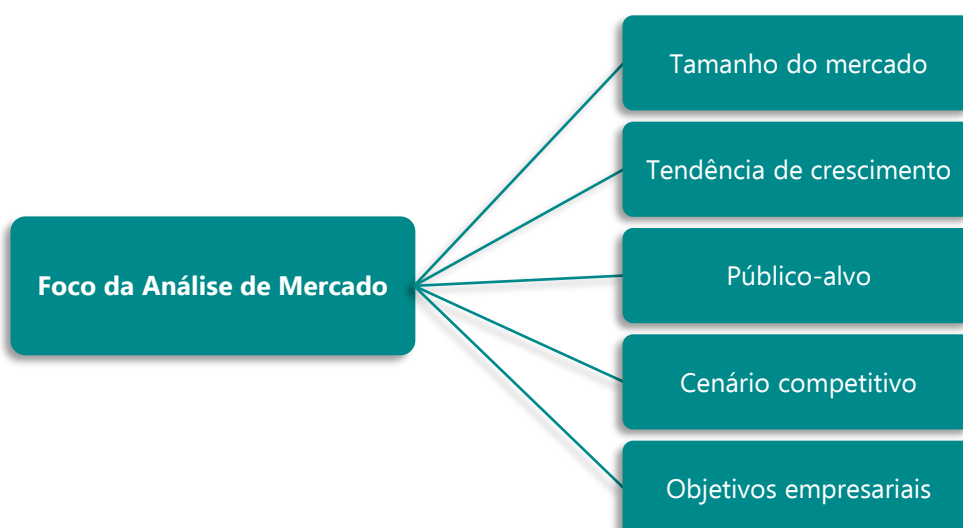 Foco da Análise de Mercado
Tamanho do mercado
Tendência de crescimento
Público-alvo
Cenário competitivo
Objetivos empresariais